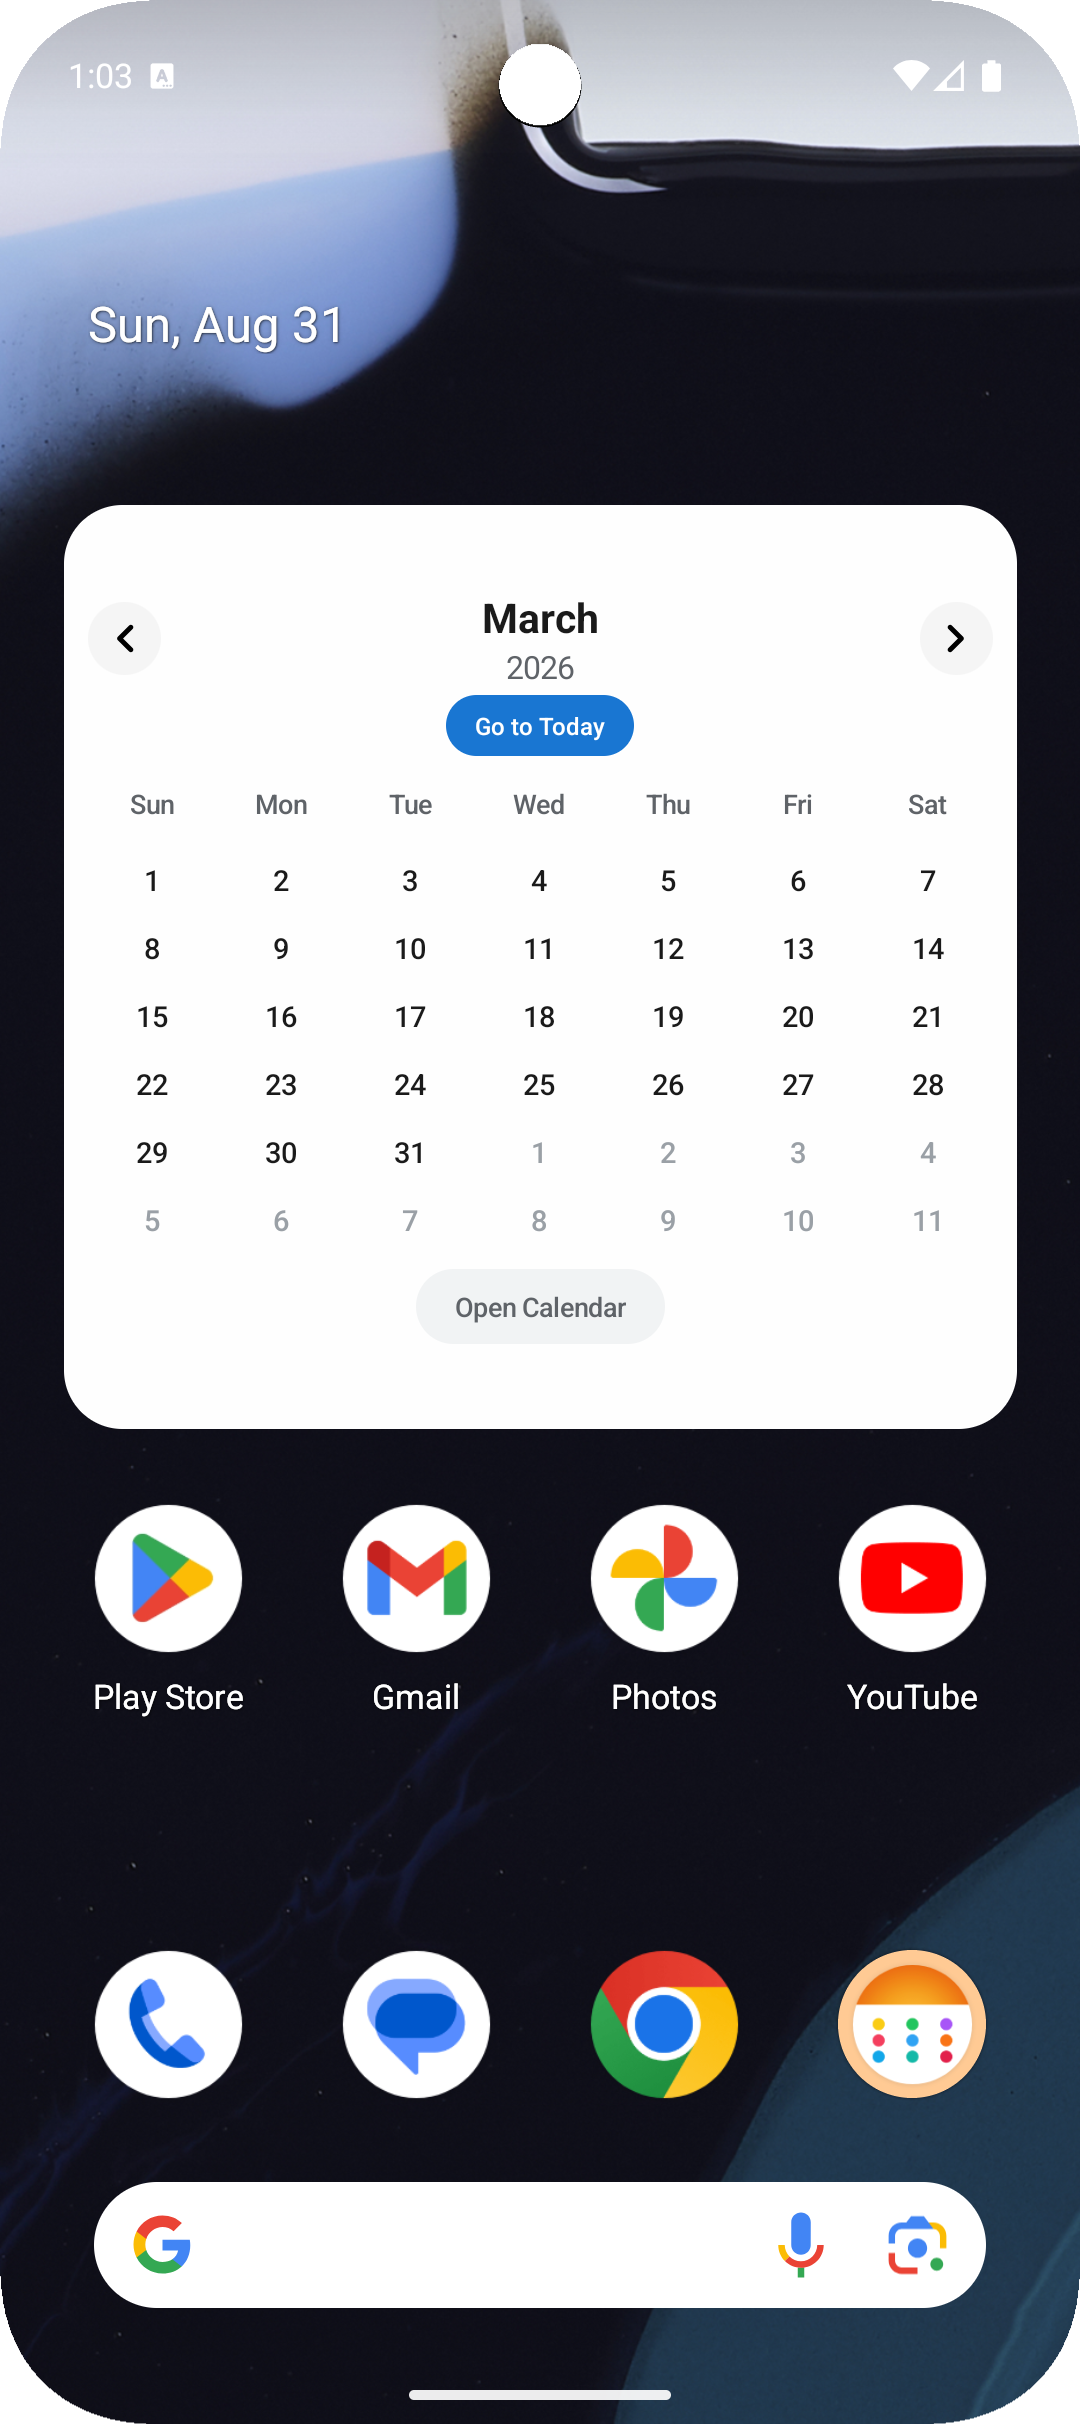 1:03
Sun, Aug 31
March
2026
Go to Today
Sun Mon Tue Wed Thu Fri Sat
1 2 3 4 5 6 7
8 9 10 11 12 13 14
15 16 17 18 19 20 21
22 23 24 25 26 27 28
29 30 31 1 2 3 4
5 6 7 8 9 10 11
Open Calendar
Play Store Gmail Photos YouTube